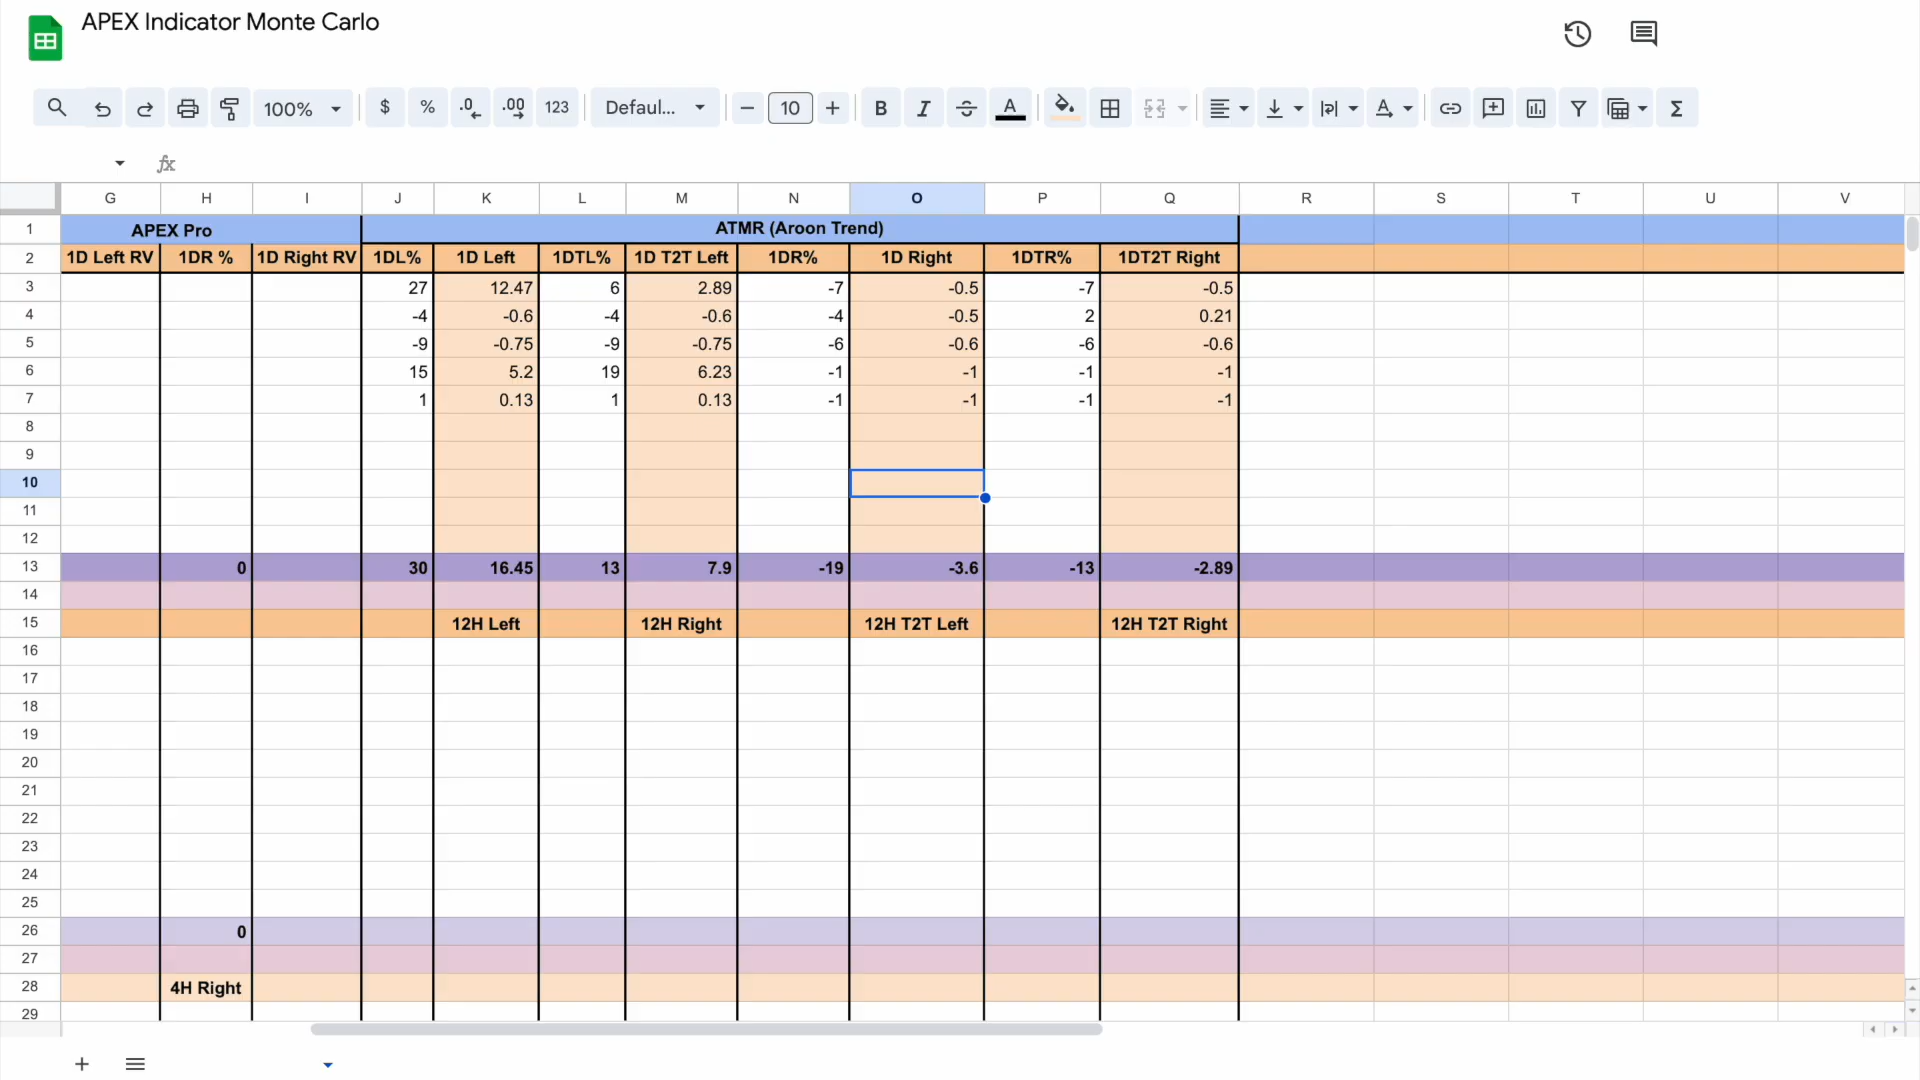 APEX Indicator Monte Carlo
100% $ % .0 .00 123 Defaul... 10 B I A A Σ
fx
G H I J K L M N O P Q R S T U V
1 APEX Pro ATMR (Aroon Trend)
2 1D Left RV 1DR % 1D Right RV 1DL% 1D Left 1DTL% 1D T2T Left 1DR% 1D Right 1DTR% 1DT2T Right
3 27 12.47 6 2.89 -7 -0.5 -7 -0.5
4 -4 -0.6 -4 -0.6 -4 -0.5 2 0.21
5 -9 -0.75 -9 -0.75 -6 -0.6 -6 -0.6
6 15 5.2 19 6.23 -1 -1 -1 -1
7 1 0.13 1 0.13 -1 -1 -1 -1
8
9
10
11
12
13 0 30 16.45 13 7.9 -19 -3.6 -13 -2.89
14
15 12H Left 12H Right 12H T2T Left 12H T2T Right
16
17
18
19
20
21
22
23
24
25
26 0
27
28 4H Right
29